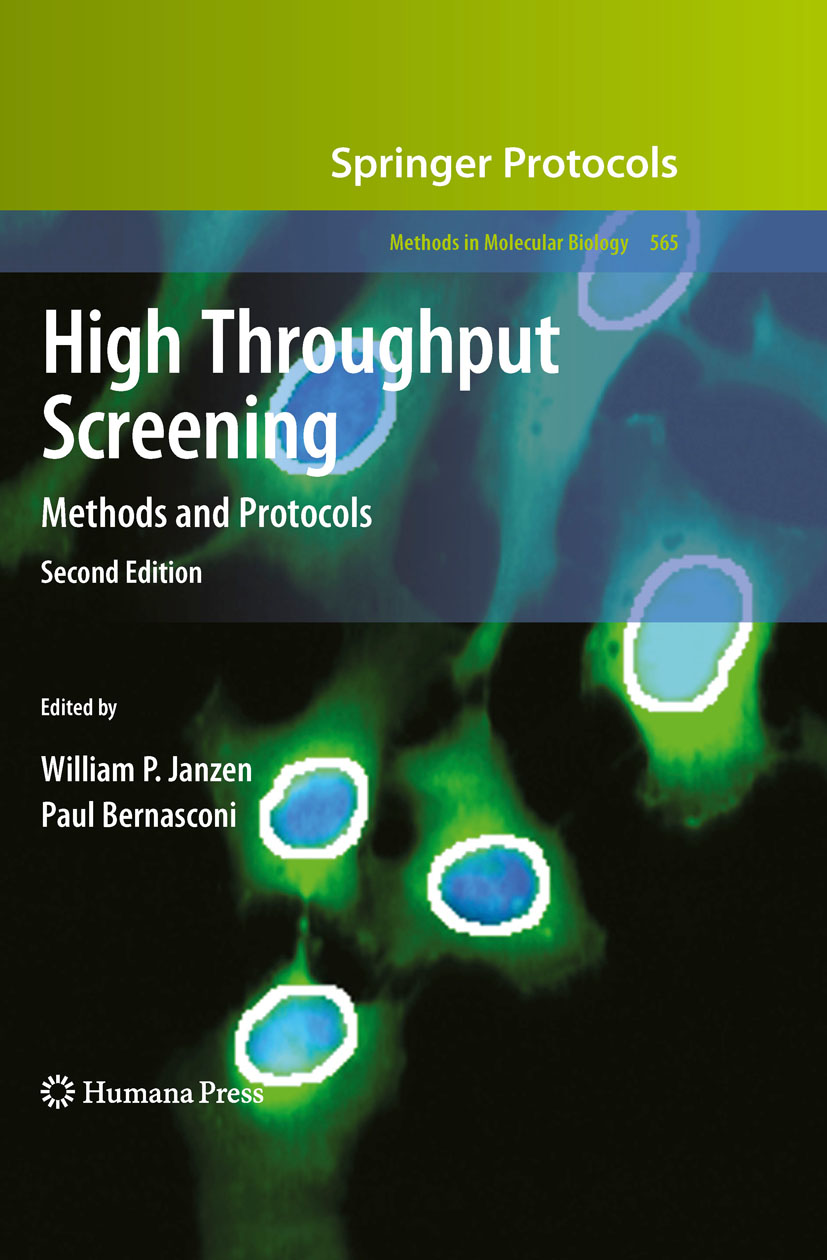 Springer Protocols
Methods in Molecular Biology 565
High Throughput
Screening
Methods and Protocols
Second Edition
Edited by
William P. Janzen
Paul Bernasconi
Humana Press